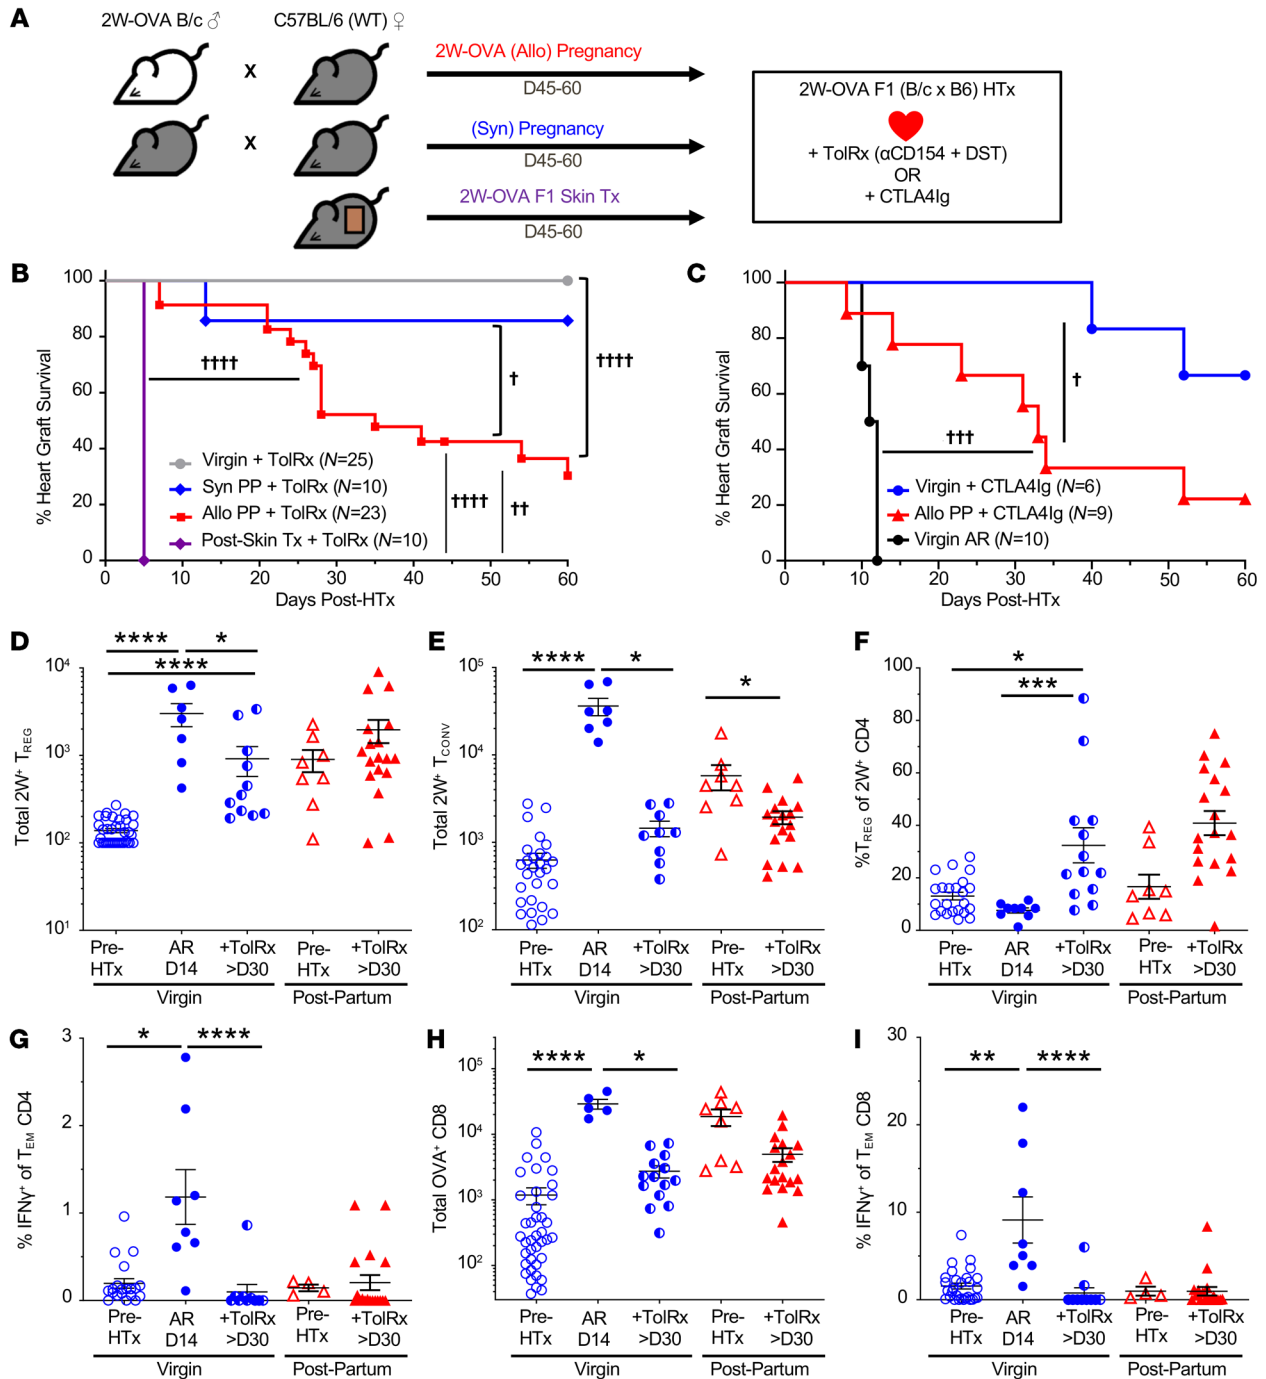 A
2W-OVA B/c ♂
C57BL/6 (WT) ♀
X
2W-OVA (Allo) Pregnancy
D45-60
X
(Syn) Pregnancy
D45-60
2W-OVA F1 Skin Tx
D45-60
2W-OVA F1 (B/c x B6) HTx
+ TolRx (αCD154 + DST)
OR
+ CTLA4Ig
B
% Heart Graft Survival
100
80
60
40
20
0
††††
†
††††
††††
††
Virgin + TolRx (N=25)
Syn PP + TolRx (N=10)
Allo PP + TolRx (N=23)
Post-Skin Tx + TolRx (N=10)
0 10 20 30 40 50 60
Days Post-HTx
C
% Heart Graft Survival
100
80
60
40
20
0
†
†††
Virgin + CTLA4Ig (N=6)
Allo PP + CTLA4Ig (N=9)
Virgin AR (N=10)
0 10 20 30 40 50 60
Days Post-HTx
D
Total 2W+ TREG
10⁴
10³
10²
10¹
**** *
****
Pre-HTx
AR D14
+TolRx >D30
Pre-HTx
+TolRx >D30
Virgin
Post-Partum
E
Total 2W+ TCONV
10⁵
10⁴
10³
10²
**** *
*
Pre-HTx
AR D14
+TolRx >D30
Pre-HTx
+TolRx >D30
Virgin
Post-Partum
F
%TREG of 2W+ CD4
100
80
60
40
20
0
*
***
Pre-HTx
AR D14
+TolRx >D30
Pre-HTx
+TolRx >D30
Virgin
Post-Partum
G
% IFNγ+ of TEM CD4
3
2
1
0
* ****
Pre-HTx
AR D14
+TolRx >D30
Pre-HTx
+TolRx >D30
Virgin
Post-Partum
H
Total OVA+ CD8
10⁵
10⁴
10³
10²
**** *
Pre-HTx
AR D14
+TolRx >D30
Pre-HTx
+TolRx >D30
Virgin
Post-Partum
I
% IFNγ+ of TEM CD8
30
20
10
0
** ****
Pre-HTx
AR D14
+TolRx >D30
Pre-HTx
+TolRx >D30
Virgin
Post-Partum